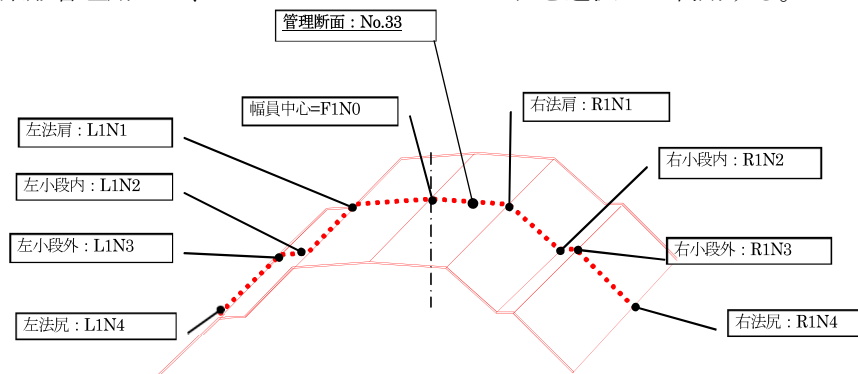 管理断面：No.33
幅員中心=F1N0
右法肩：R1N1
左法肩：L1N1
右小段内：R1N2
左小段内：L1N2
左小段外：L1N3
右小段外：R1N3
左法尻：L1N4
右法尻：R1N4